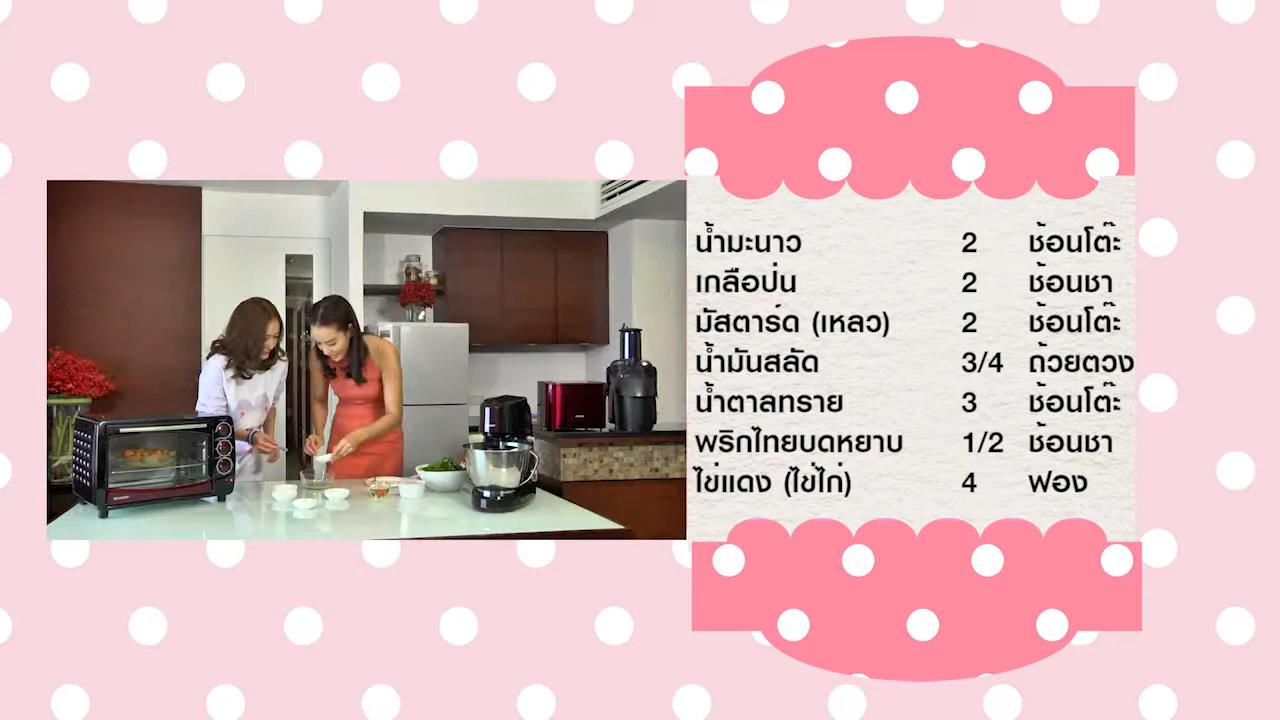 น้ำมะนาว 2 ช้อนโต๊ะ
เกลือป่น 2 ช้อนชา
มัสตาร์ด (เหลว) 2 ช้อนโต๊ะ
น้ำมันสลัด 3/4 ถ้วยตวง
น้ำตาลทราย 3 ช้อนโต๊ะ
พริกไทยบดหยาบ 1/2 ช้อนชา
ไข่แดง (ไข่ไก่) 4 ฟอง